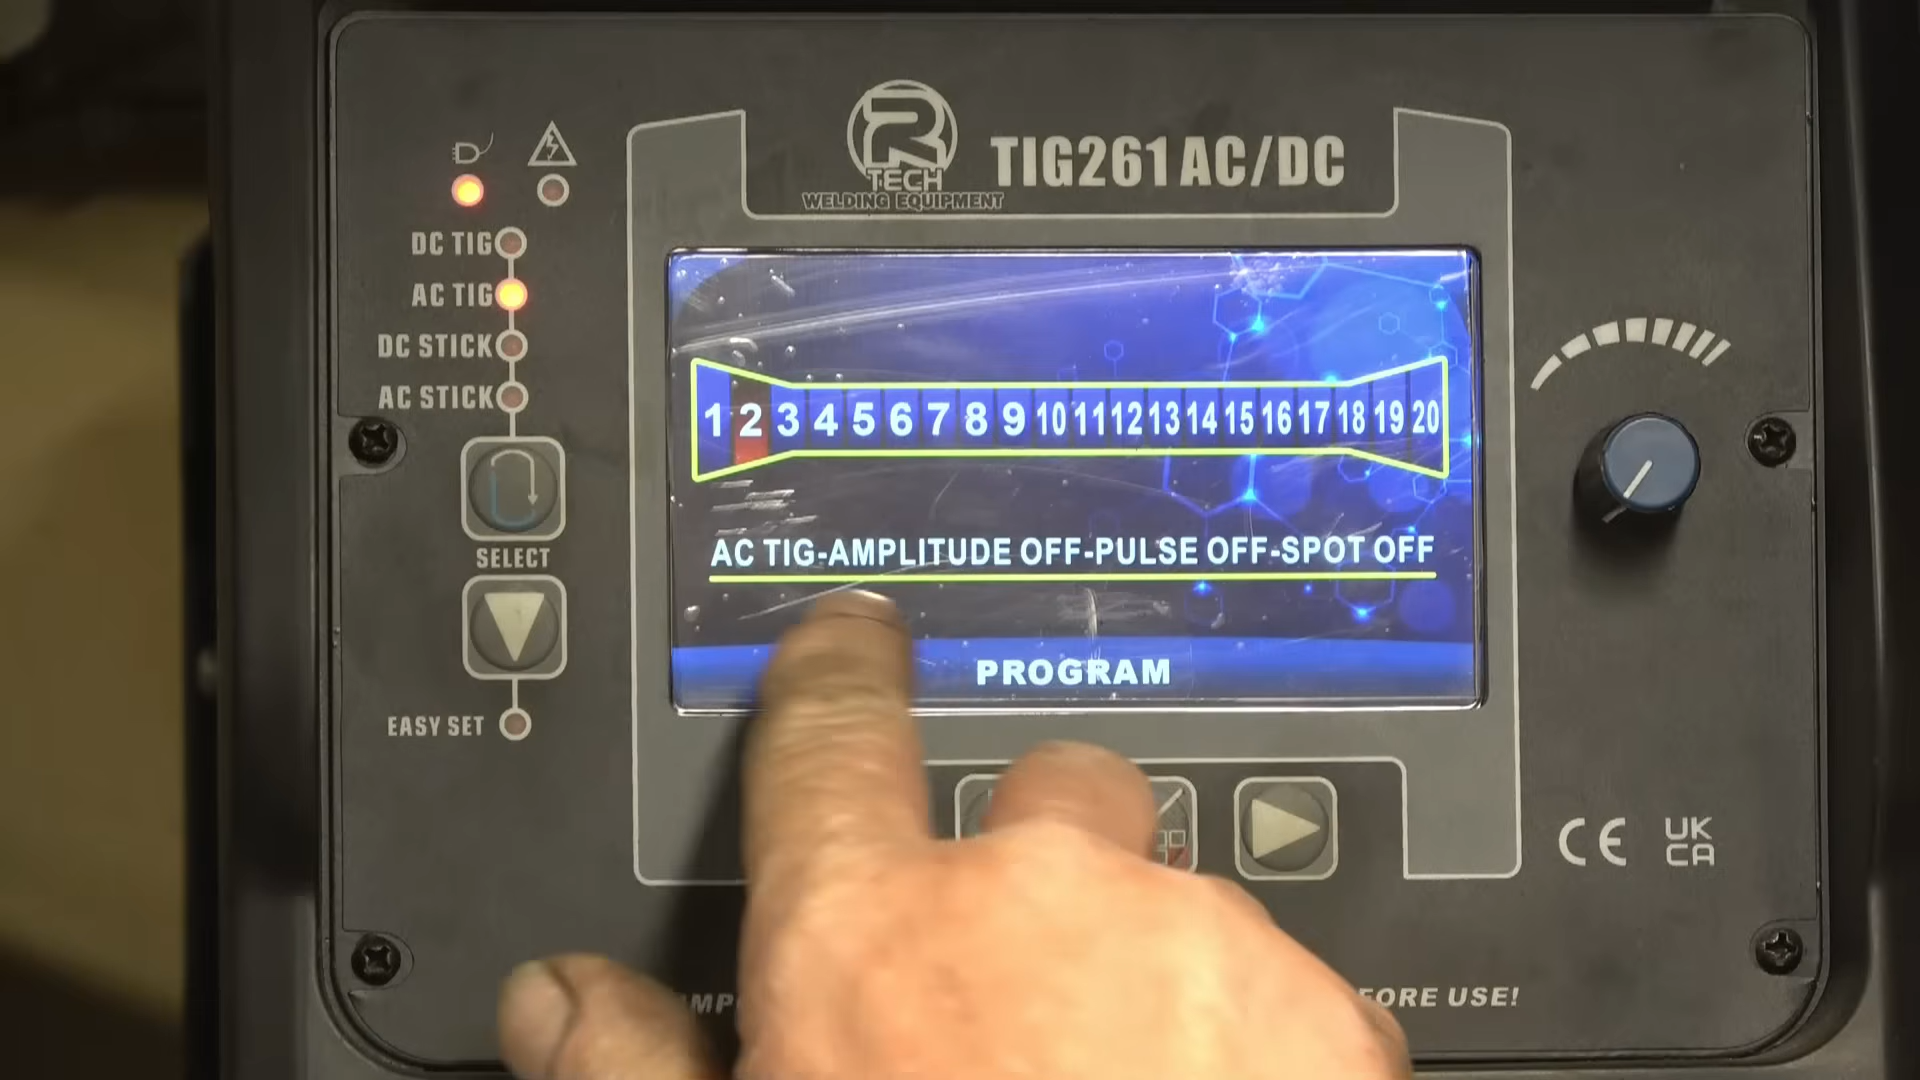 R
TECH
WELDING EQUIPMENT
TIG261 AC/DC
DC TIG
AC TIG
DC STICK
AC STICK
SELECT
EASY SET
1 2 3 4 5 6 7 8 9 10 11 12 13 14 15 16 17 18 19 20
AC TIG-AMPLITUDE OFF-PULSE OFF-SPOT OFF
PROGRAM
CE
UK
CA
USE!